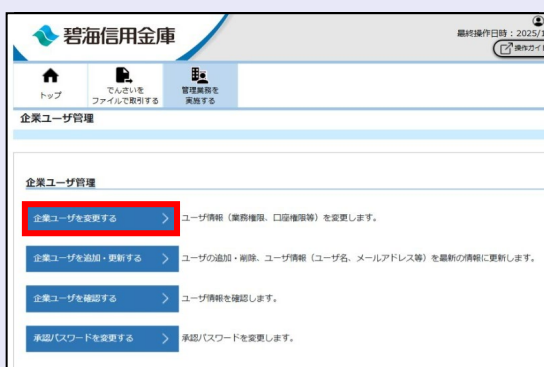 碧海信用金庫
最終操作日時：2025/1
操作ガイド
トップ
でんさいを
ファイルで取引する
管理業務を
実施する
企業ユーザ管理
企業ユーザ管理
企業ユーザを変更する
ユーザ情報（業務権限、口座権限等）を変更します。
企業ユーザを追加・更新する
ユーザの追加・削除、ユーザ情報（ユーザ名、メールアドレス等）を最新の情報に更新します。
企業ユーザを確認する
ユーザ情報を確認します。
承認パスワードを変更する
承認パスワードを変更します。